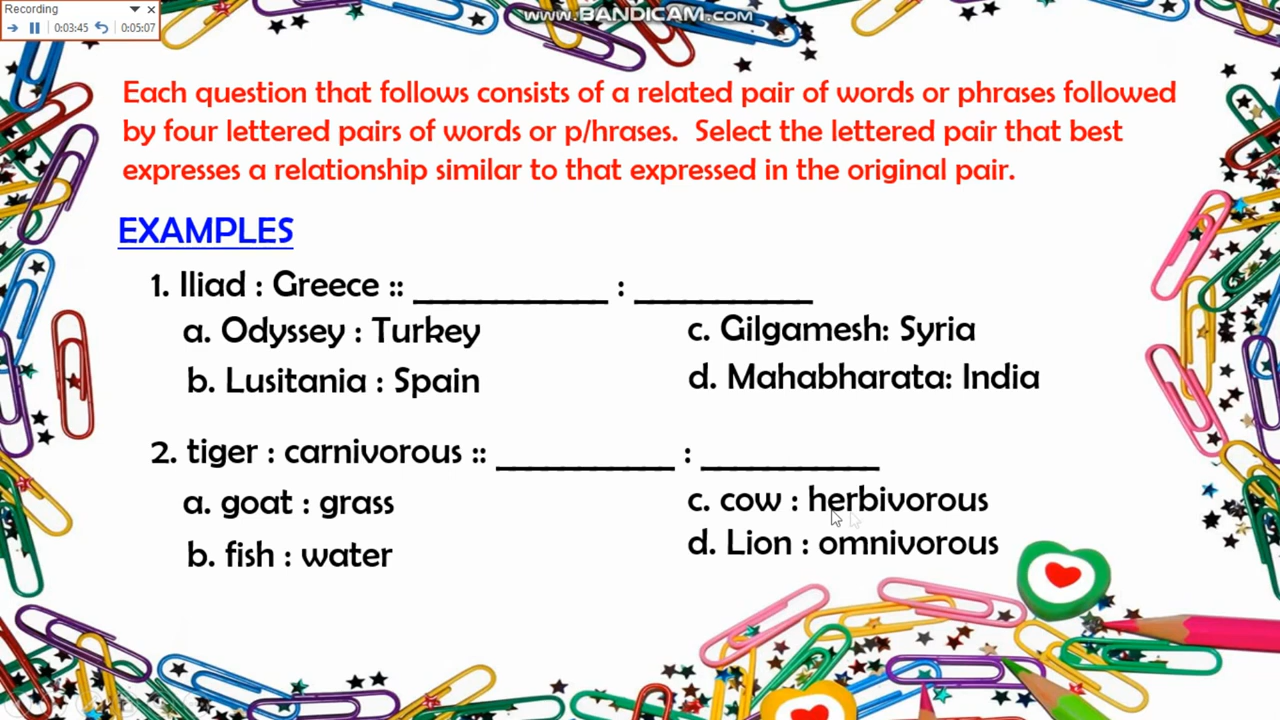 Recording
0:03:45
0:05:07
www.BANDICAM.com
Each question that follows consists of a related pair of words or phrases followed
by four lettered pairs of words or p/hrases. Select the lettered pair that best
expresses a relationship similar to that expressed in the original pair.
EXAMPLES
1. Iliad : Greece :: ____________ : ___________
a. Odyssey : Turkey
c. Gilgamesh: Syria
b. Lusitania : Spain
d. Mahabharata: India
2. tiger : carnivorous :: ___________ : ___________
a. goat : grass
c. cow : herbivorous
b. fish : water
d. Lion : omnivorous